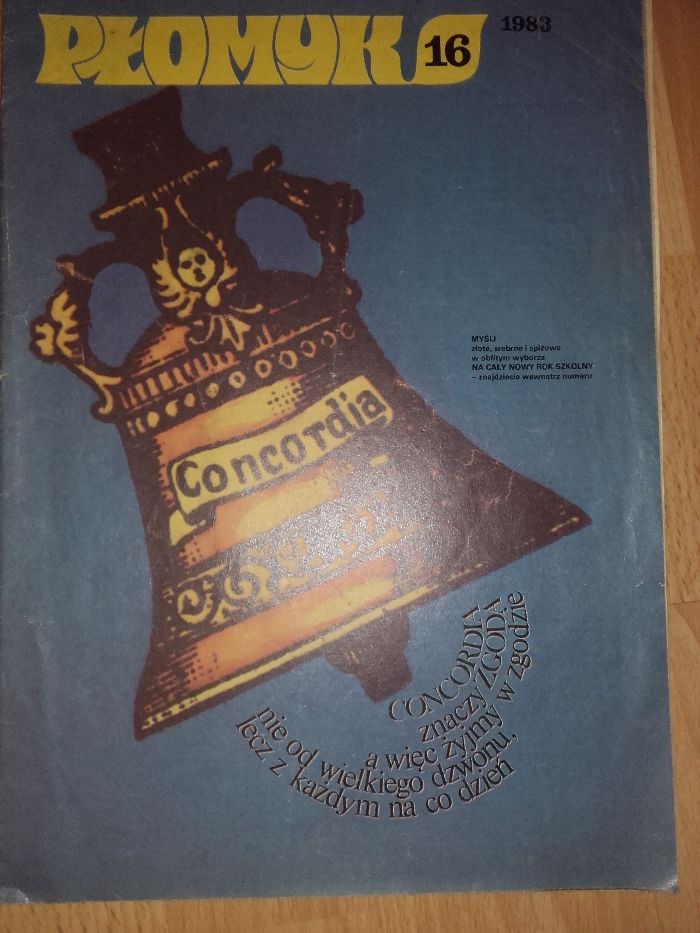 PŁOMYK 16
1983
MYŚLI
złote, srebrne i spiżowe
w obfitym wyborze
NA CAŁY NOWY ROK SZKOLNY
– znajdziecie wewnątrz numeru
Concordia
CONCORDIA
znaczy ZGODA
a więc żyjmy w zgodzie
nie od wielkiego dzwonu,
lecz z każdym na co dzień